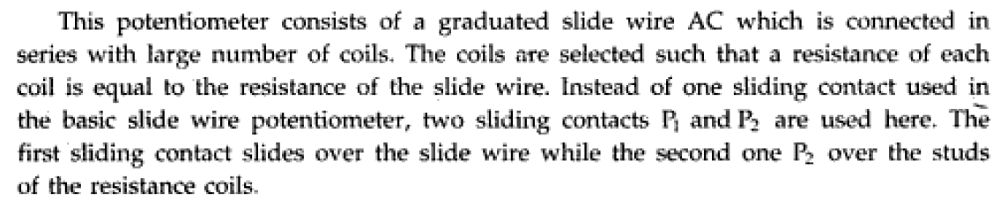 This potentiometer consists of a graduated slide wire AC which is connected in
series with large number of coils. The coils are selected such that a resistance of each
coil is equal to the resistance of the slide wire. Instead of one sliding contact used in
the basic slide wire potentiometer, two sliding contacts P₁ and P₂ are used here. The
first sliding contact slides over the slide wire while the second one P₂ over the studs
of the resistance coils.